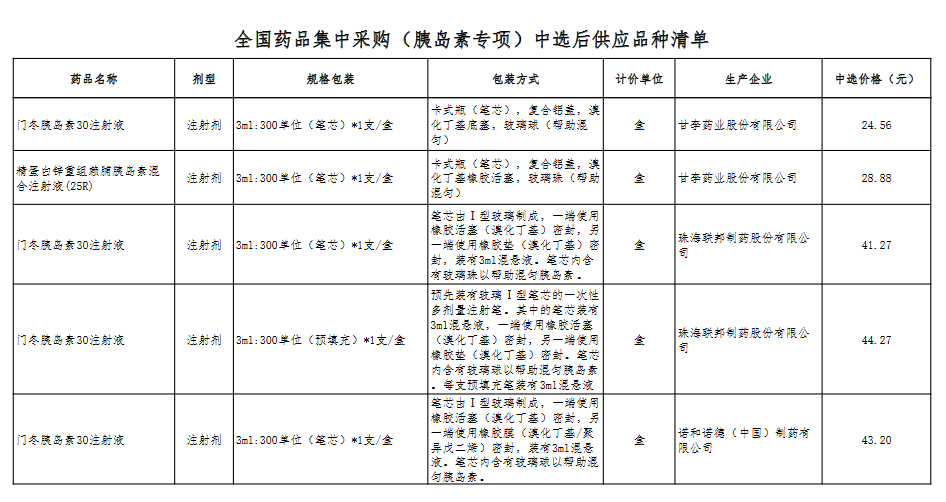 全国药品集中采购（胰岛素专项）中选后供应品种清单
药品名称 剂型 规格包装 包装方式 计价单位 生产企业 中选价格（元）
门冬胰岛素30注射液 注射剂 3ml:300单位（笔芯）*1支/盒
卡式瓶（笔芯），复合铝盖，溴
化丁基底塞，玻璃珠（帮助混
匀）
盒 甘李药业股份有限公司 24.56
精蛋白锌重组赖脯胰岛素混
合注射液(25R)
注射剂 3ml:300单位（笔芯）*1支/盒
卡式瓶（笔芯），复合铝盖，溴
化丁基橡胶活塞，玻璃珠（帮助
混匀）
盒 甘李药业股份有限公司 28.88
门冬胰岛素30注射液 注射剂 3ml:300单位（笔芯）*1支/盒
笔芯由Ⅰ型玻璃制成，一端使用
橡胶活塞（溴化丁基）密封，另
一端使用橡胶垫（溴化丁基）密
封，装有3ml混悬液。笔芯内含
有玻璃珠以帮助混匀胰岛素。
盒
珠海联邦制药股份有限公
司
41.27
门冬胰岛素30注射液 注射剂 3ml:300单位（预填充）*1支/盒
预先装有玻璃Ⅰ型笔芯的一次性
多剂量注射笔。其中的笔芯装有
3ml混悬液，一端使用橡胶活塞
（溴化丁基）密封，另一端使用
橡胶垫（溴化丁基）密封。笔芯
内含有玻璃珠以帮助混匀胰岛素
。每支预填充笔装有3ml混悬液
盒
珠海联邦制药股份有限公
司
44.27
门冬胰岛素30注射液 注射剂 3ml:300单位（笔芯）*1支/盒
笔芯由Ⅰ型玻璃制成，一端使用
橡胶活塞（溴化丁基）密封，另
一端使用橡胶膜（溴化丁基/聚
异戊二烯）密封，装有3ml混悬
液。笔芯内含有玻璃珠以帮助混
匀胰岛素。
盒
诺和诺德（中国）制药有
限公司
43.20